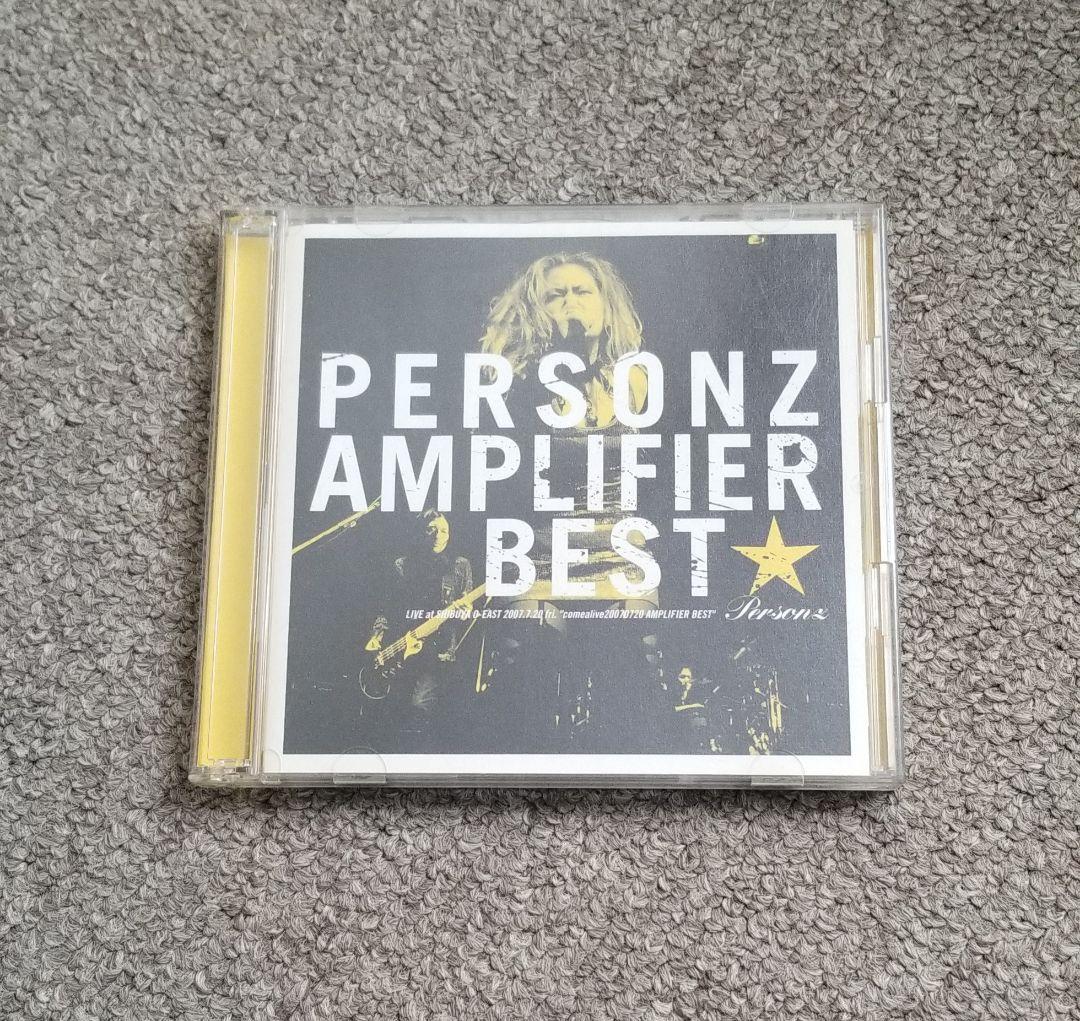 PERSONZ
AMPLIFIER
BEST
LIVE at SHIBUYA O-EAST 2007.7.20 fri. "comealive20070720 AMPLIFIER BEST"
Personz